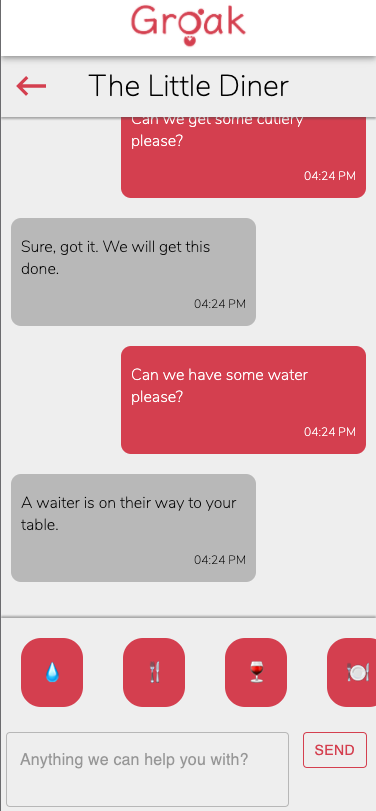 Groak
The Little Diner
Can we get some cutlery
please?
04:24 PM
Sure, got it. We will get this
done.
04:24 PM
Can we have some water
please?
04:24 PM
A waiter is on their way to your
table.
04:24 PM
Anything we can help you with?
SEND